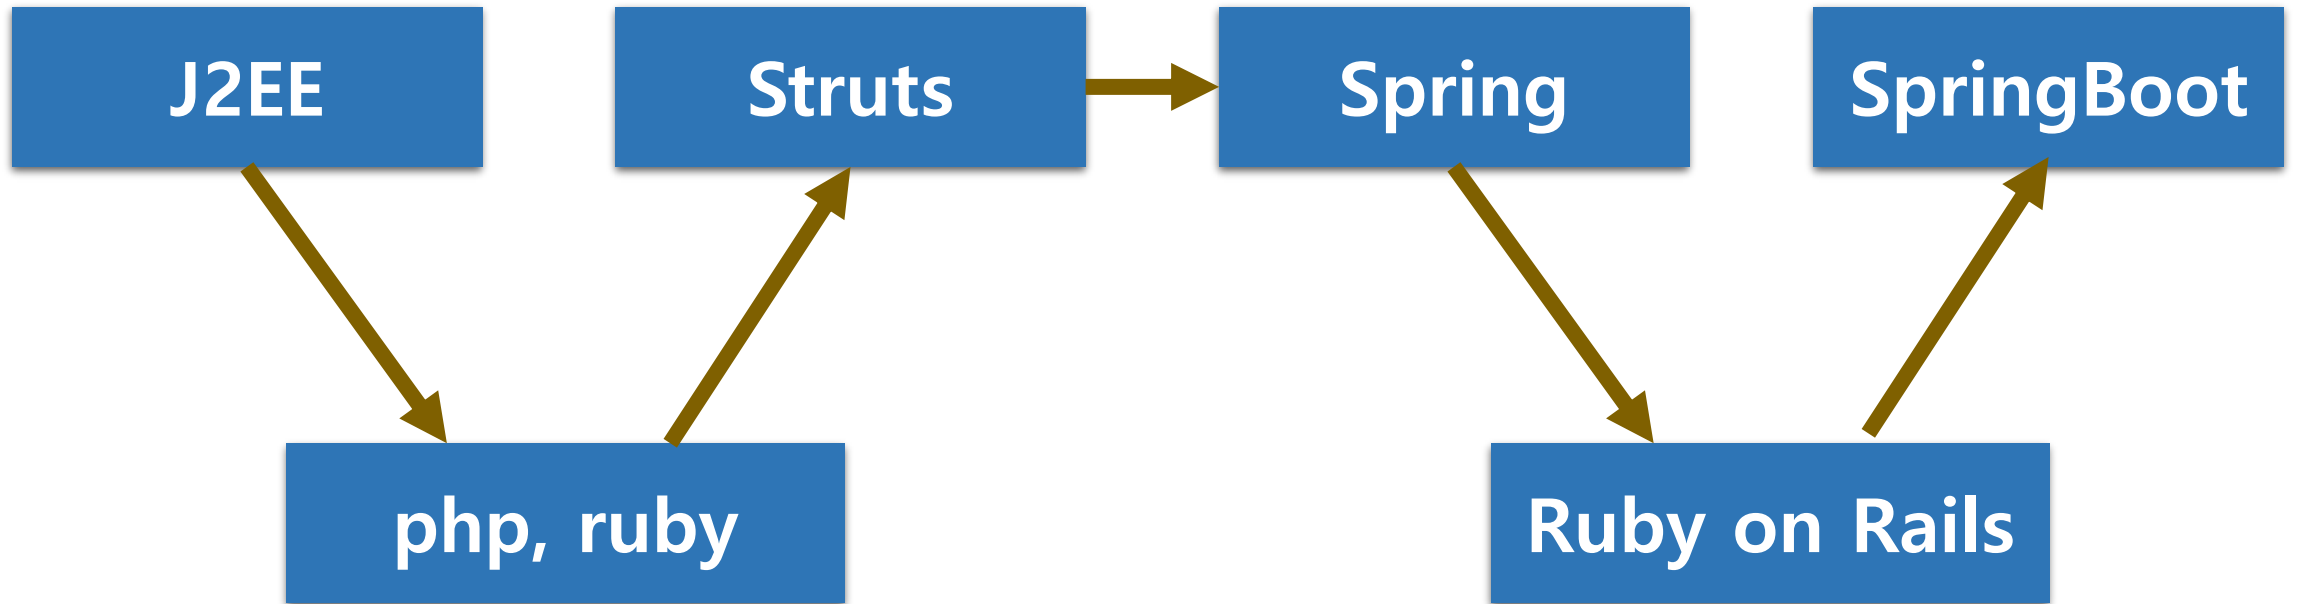 J2EE
Struts
Spring
SpringBoot
php, ruby
Ruby on Rails